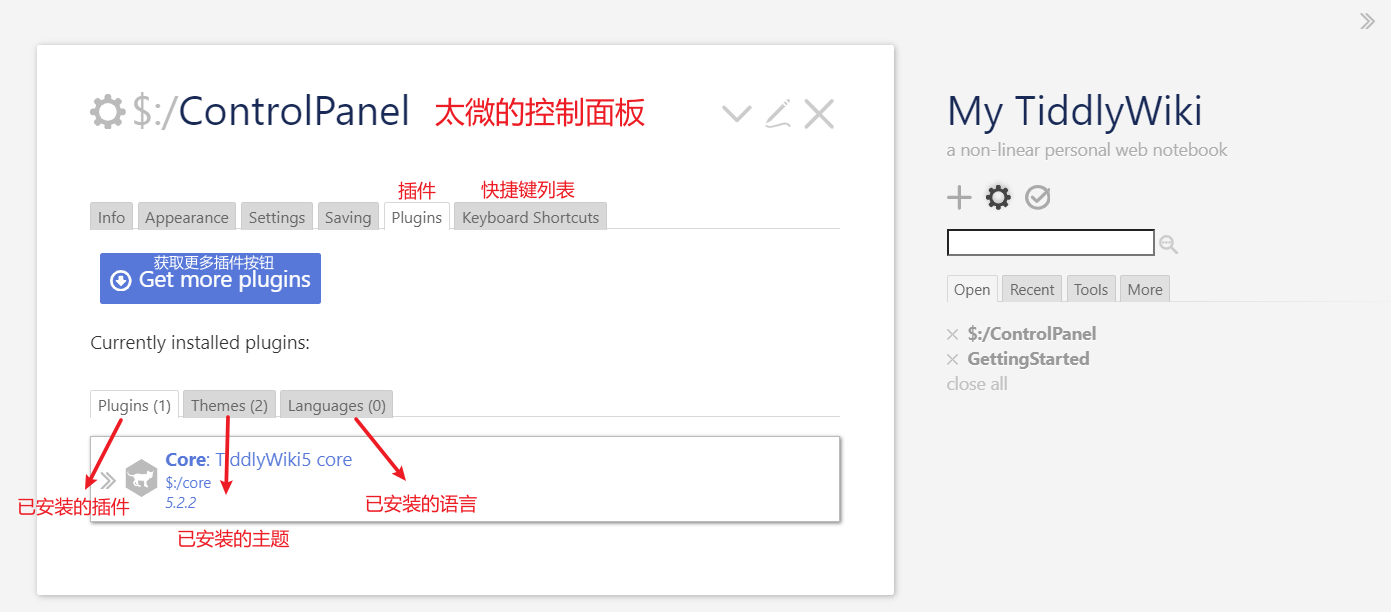 $:/ControlPanel 太微的控制面板
插件 快捷键列表
Info Appearance Settings Saving Plugins Keyboard Shortcuts
获取更多插件按钮
Get more plugins
Currently installed plugins:
Plugins (1) Themes (2) Languages (0)
Core: TiddlyWiki5 core
$:/core
5.2.2
已安装的插件
已安装的主题
已安装的语言
My TiddlyWiki
a non-linear personal web notebook
Open Recent Tools More
$:/ControlPanel
GettingStarted
close all